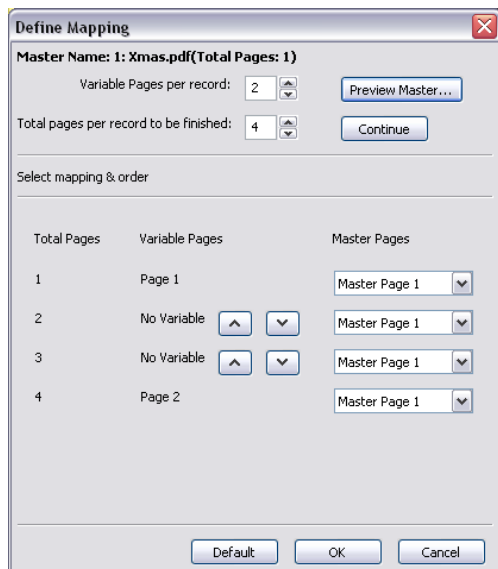 Define Mapping
Master Name: 1: Xmas.pdf(Total Pages: 1)
Variable Pages per record: 2 Preview Master...
Total pages per record to be finished: 4 Continue
Select mapping & order
Total Pages Variable Pages Master Pages
1 Page 1 Master Page 1
2 No Variable Master Page 1
3 No Variable Master Page 1
4 Page 2 Master Page 1
Default OK Cancel